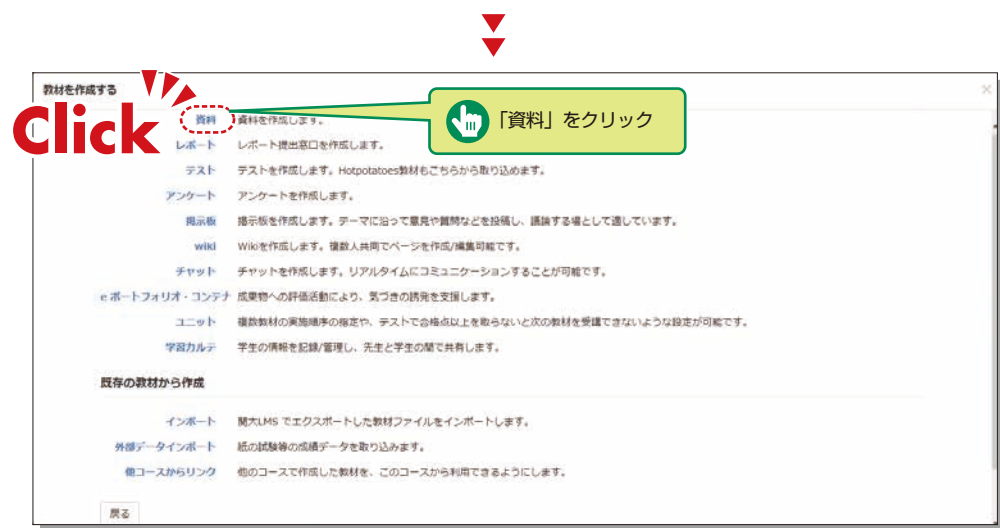 教材を作成する
×
Click
「資料」をクリック
資料 資料を作成します。
レポート レポート提出窓口を作成します。
テスト テストを作成します。Hotpotatoes教材もこちらから取り込めます。
アンケート アンケートを作成します。
掲示板 掲示板を作成します。テーマに沿って意見や質問などを投稿し、議論する場として適しています。
wiki Wikiを作成します。複数人共同でページを作成/編集可能です。
チャット チャットを作成します。リアルタイムにコミュニケーションすることが可能です。
eポートフォリオ・コンテナ 成果物への評価活動により、気づきの誘発を支援します。
ユニット 複数教材の実施順序の指定や、テストで合格点以上を取らないと次の教材を受講できないような設定が可能です。
学習カルテ 学生の情報を記録/管理し、先生と学生の間で共有します。
既存の教材から作成
インポート 関大LMS でエクスポートした教材ファイルをインポートします。
外部データインポート 紙の試験等の成績データを取り込みます。
他コースからリンク 他のコースで作成した教材を、このコースから利用できるようにします。
戻る